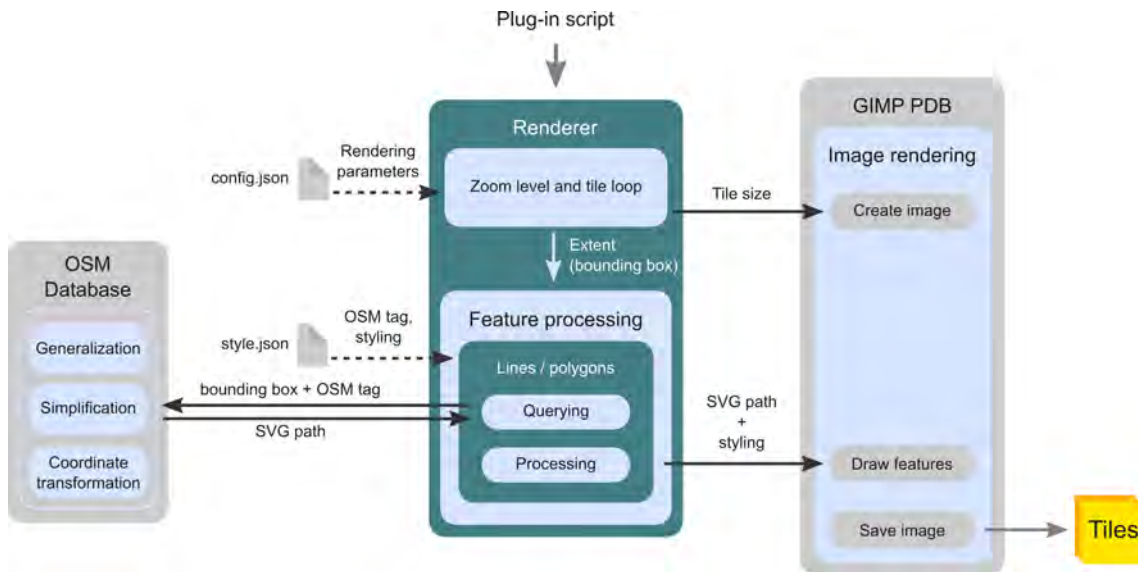 Plug-in script
Renderer
GIMP PDB
config.json
Rendering
parameters
Zoom level and tile loop
Tile size
Image rendering
Create image
Extent
(bounding box)
OSM
Database
Generalization
Simplification
Coordinate
transformation
style.json
OSM tag,
styling
Feature processing
Lines / polygons
bounding box + OSM tag
Querying
SVG path
Processing
SVG path
+
styling
Draw features
Save image
Tiles